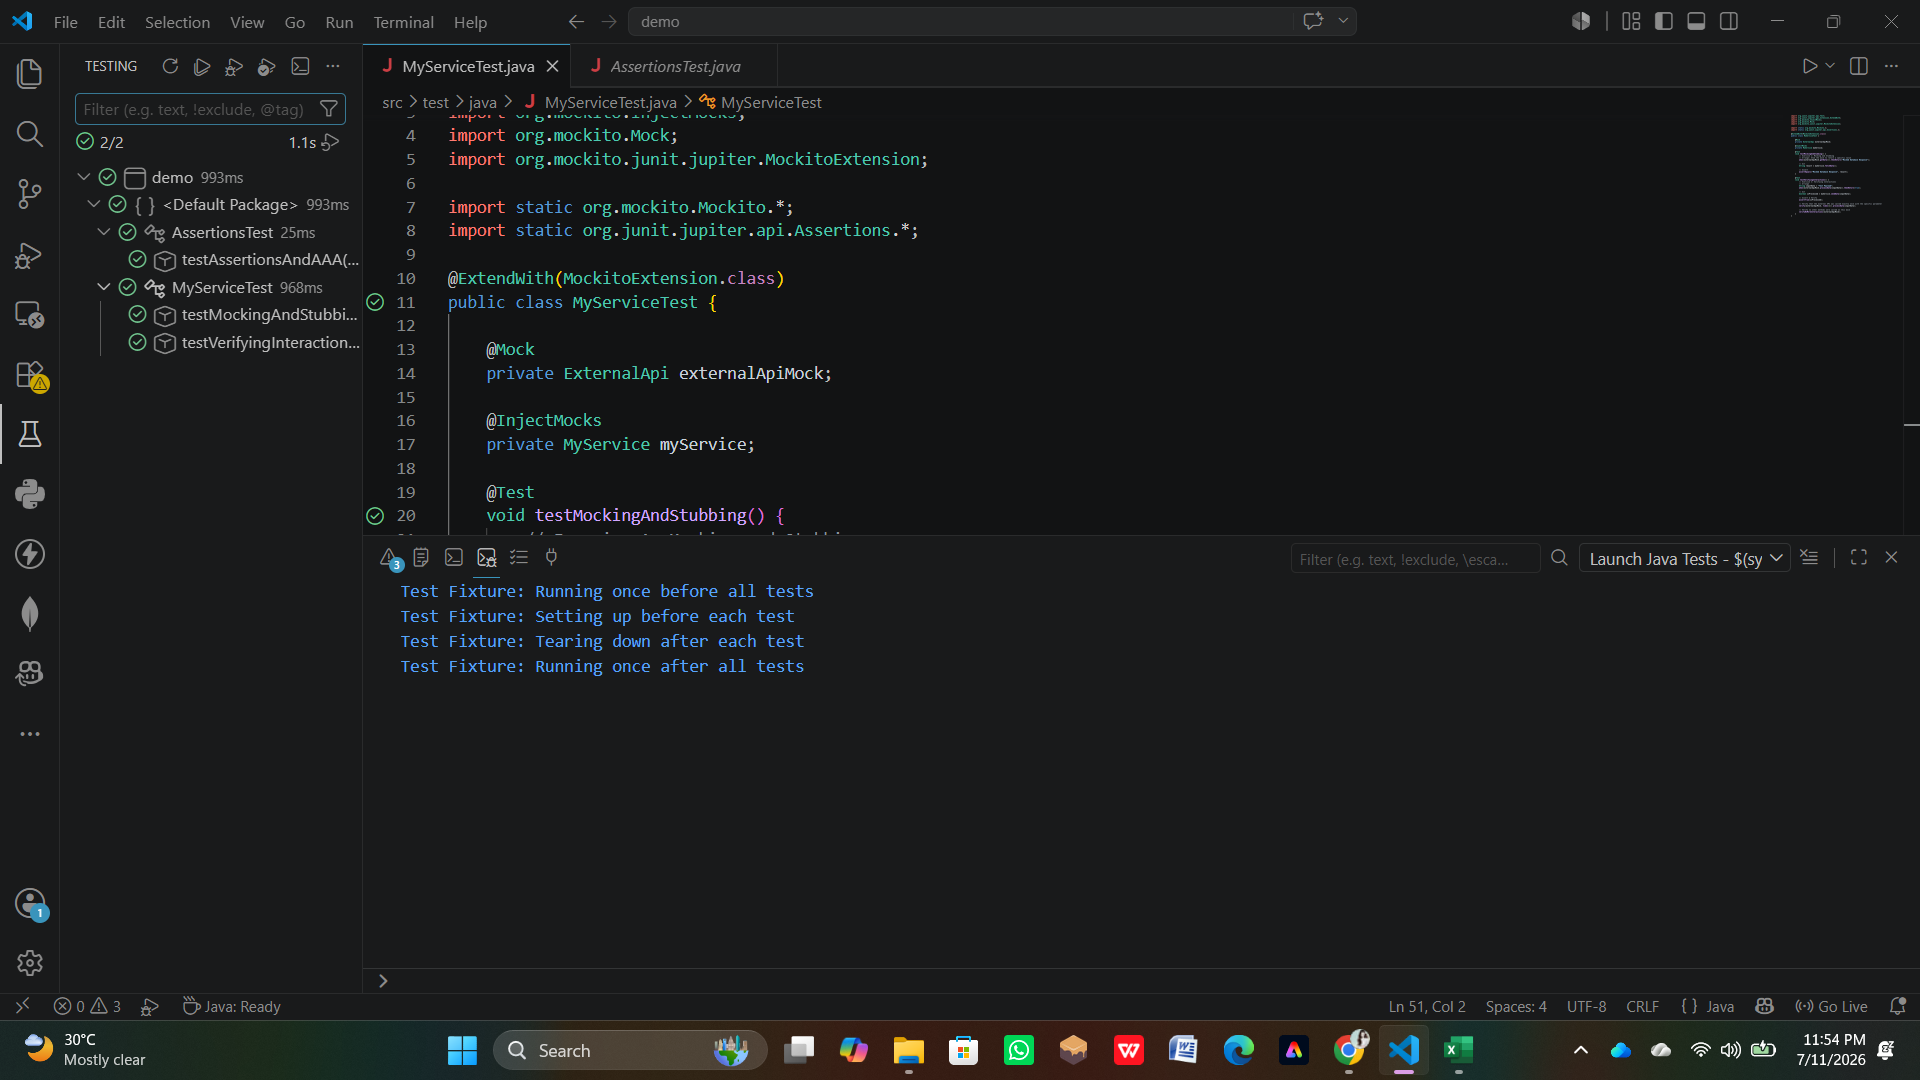 File Edit Selection View Go Run Terminal Help
demo
TESTING
MyServiceTest.java
AssertionsTest.java
Filter (e.g. text, !exclude, @tag)
src > test > java > MyServiceTest.java > MyServiceTest
2/2 1.1s
demo 993ms
{ } <Default Package> 993ms
AssertionsTest 25ms
testAssertionsAndAAA(...
MyServiceTest 968ms
testMockingAndStubbi...
testVerifyingInteraction...
3 import org.mockito.InjectMocks;
4 import org.mockito.Mock;
5 import org.mockito.junit.jupiter.MockitoExtension;
6
7 import static org.mockito.Mockito.*;
8 import static org.junit.jupiter.api.Assertions.*;
9
10 @ExtendWith(MockitoExtension.class)
11 public class MyServiceTest {
12
13 @Mock
14 private ExternalApi externalApiMock;
15
16 @InjectMocks
17 private MyService myService;
18
19 @Test
20 void testMockingAndStubbing() {
3
Filter (e.g. text, !exclude, \esca...
Launch Java Tests - $(sy
Test Fixture: Running once before all tests
Test Fixture: Setting up before each test
Test Fixture: Tearing down after each test
Test Fixture: Running once after all tests
1
0 3 Java: Ready
Ln 51, Col 2 Spaces: 4 UTF-8 CRLF { } Java Go Live
30°C
Mostly clear
Search
11:54 PM
7/11/2026